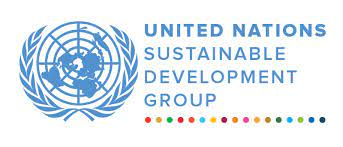 UNITED NATIONS
SUSTAINABLE
DEVELOPMENT
GROUP